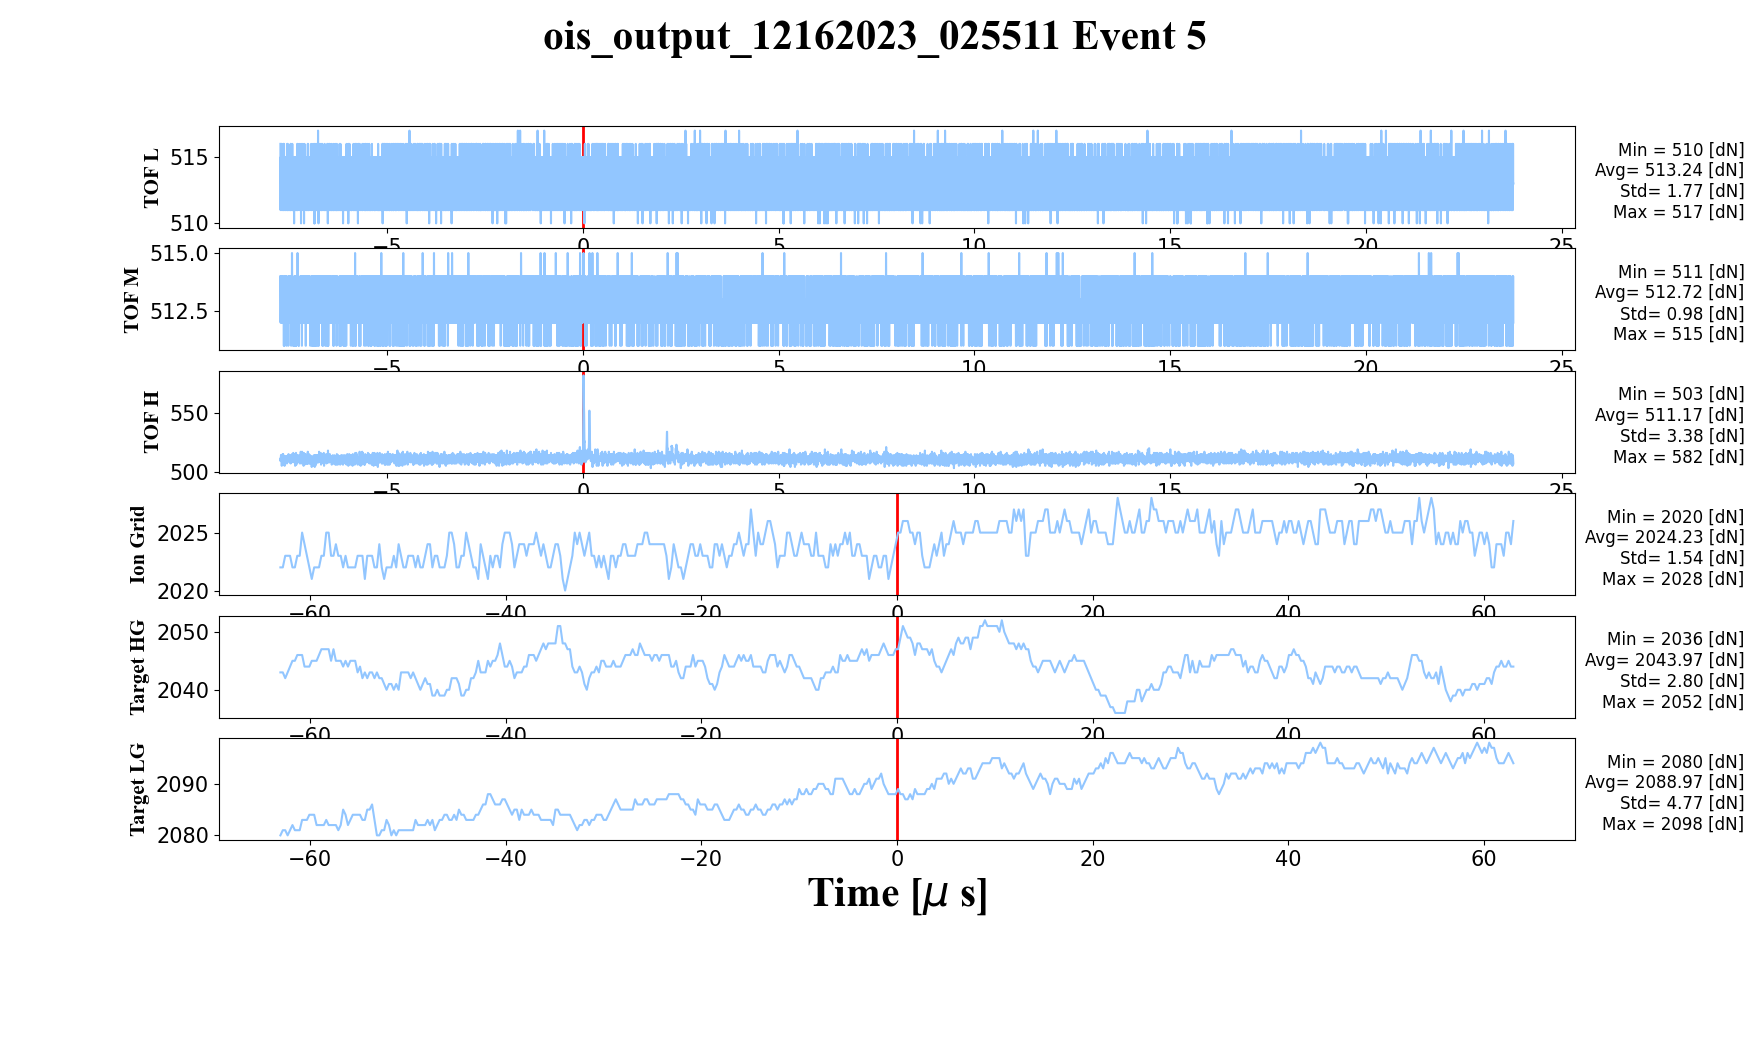 ois_output_12162023_025511 Event 5
TOF L
515
510
−5 0 5 10 15 20 25
Min = 510 [dN]
Avg= 513.24 [dN]
Std= 1.77 [dN]
Max = 517 [dN]
TOF M
515.0
512.5
−5 0 5 10 15 20 25
Min = 511 [dN]
Avg= 512.72 [dN]
Std= 0.98 [dN]
Max = 515 [dN]
TOF H
550
500
−5 0 5 10 15 20 25
Min = 503 [dN]
Avg= 511.17 [dN]
Std= 3.38 [dN]
Max = 582 [dN]
Ion Grid
2025
2020
−60 −40 −20 0 20 40 60
Min = 2020 [dN]
Avg= 2024.23 [dN]
Std= 1.54 [dN]
Max = 2028 [dN]
Target HG
2050
2040
−60 −40 −20 0 20 40 60
Min = 2036 [dN]
Avg= 2043.97 [dN]
Std= 2.80 [dN]
Max = 2052 [dN]
Target LG
2090
2080
−60 −40 −20 0 20 40 60
Min = 2080 [dN]
Avg= 2088.97 [dN]
Std= 4.77 [dN]
Max = 2098 [dN]
Time [μ s]